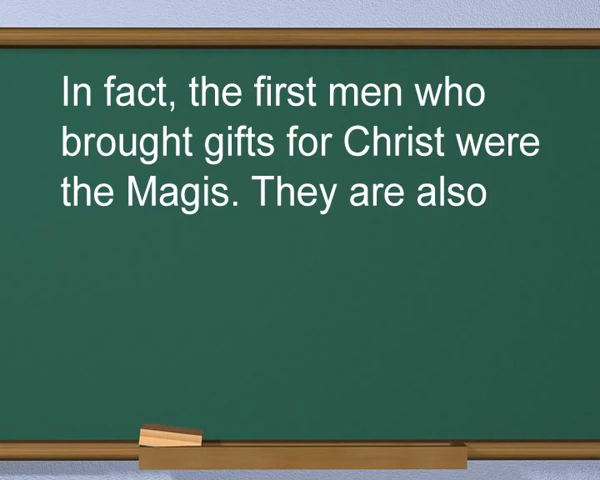 In fact, the first men who
brought gifts for Christ were
the Magis. They are also